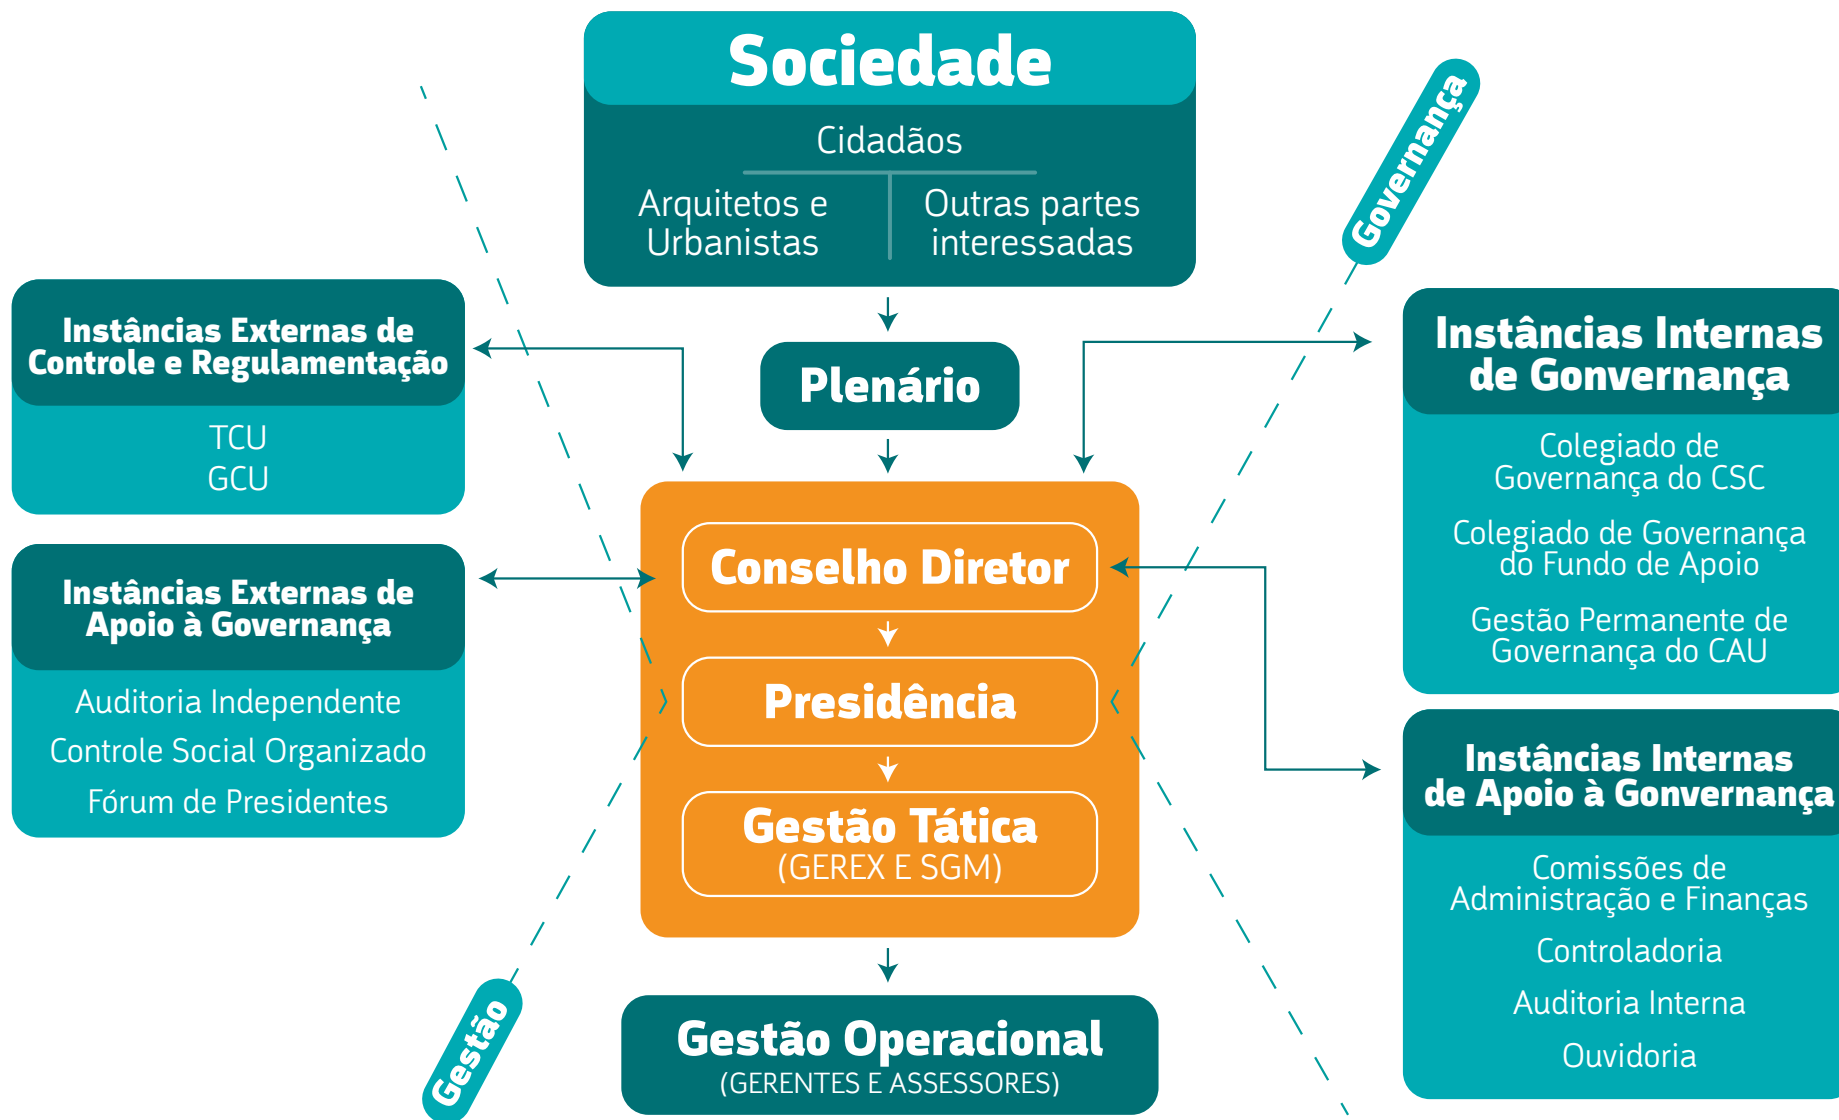 Sociedade
Cidadãos
Arquitetos e
Urbanistas
Outras partes
interessadas
Governança
Instâncias Externas de
Controle e Regulamentação
TCU
GCU
Plenário
Instâncias Internas
de Gonvernança
Colegiado de
Governança do CSC
Colegiado de Governança
do Fundo de Apoio
Gestão Permanente de
Governança do CAU
Instâncias Externas de
Apoio à Governança
Auditoria Independente
Controle Social Organizado
Fórum de Presidentes
Conselho Diretor
Presidência
Gestão Tática
(GEREX E SGM)
Instâncias Internas
de Apoio à Gonvernança
Comissões de
Administração e Finanças
Controladoria
Auditoria Interna
Ouvidoria
Gestão
Gestão Operacional
(GERENTES E ASSESSORES)